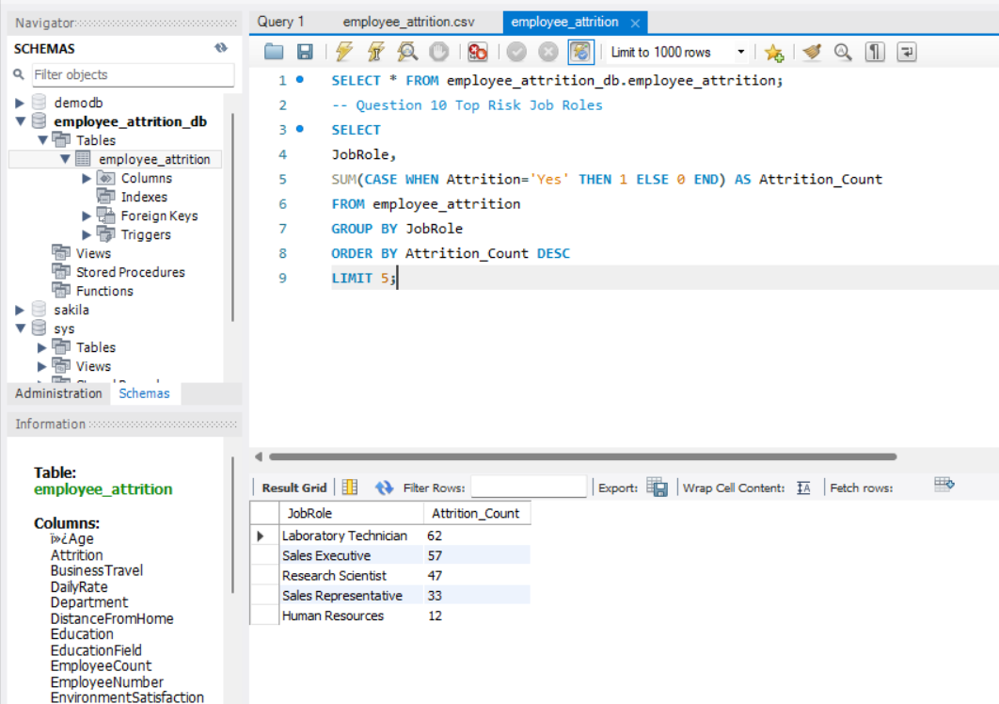 Navigator
SCHEMAS
Filter objects
demodb
employee_attrition_db
Tables
employee_attrition
Columns
Indexes
Foreign Keys
Triggers
Views
Stored Procedures
Functions
sakila
sys
Tables
Views
Administration Schemas
Information
Table:
employee_attrition
Columns:
ï»¿Age
Attrition
BusinessTravel
DailyRate
Department
DistanceFromHome
Education
EducationField
EmployeeCount
EmployeeNumber
EnvironmentSatisfaction
Query 1 employee_attrition.csv employee_attrition
Limit to 1000 rows
1 SELECT * FROM employee_attrition_db.employee_attrition;
2 -- Question 10 Top Risk Job Roles
3 SELECT
4 JobRole,
5 SUM(CASE WHEN Attrition='Yes' THEN 1 ELSE 0 END) AS Attrition_Count
6 FROM employee_attrition
7 GROUP BY JobRole
8 ORDER BY Attrition_Count DESC
9 LIMIT 5;
Result Grid Filter Rows: Export: Wrap Cell Content: Fetch rows:
JobRole Attrition_Count
Laboratory Technician 62
Sales Executive 57
Research Scientist 47
Sales Representative 33
Human Resources 12